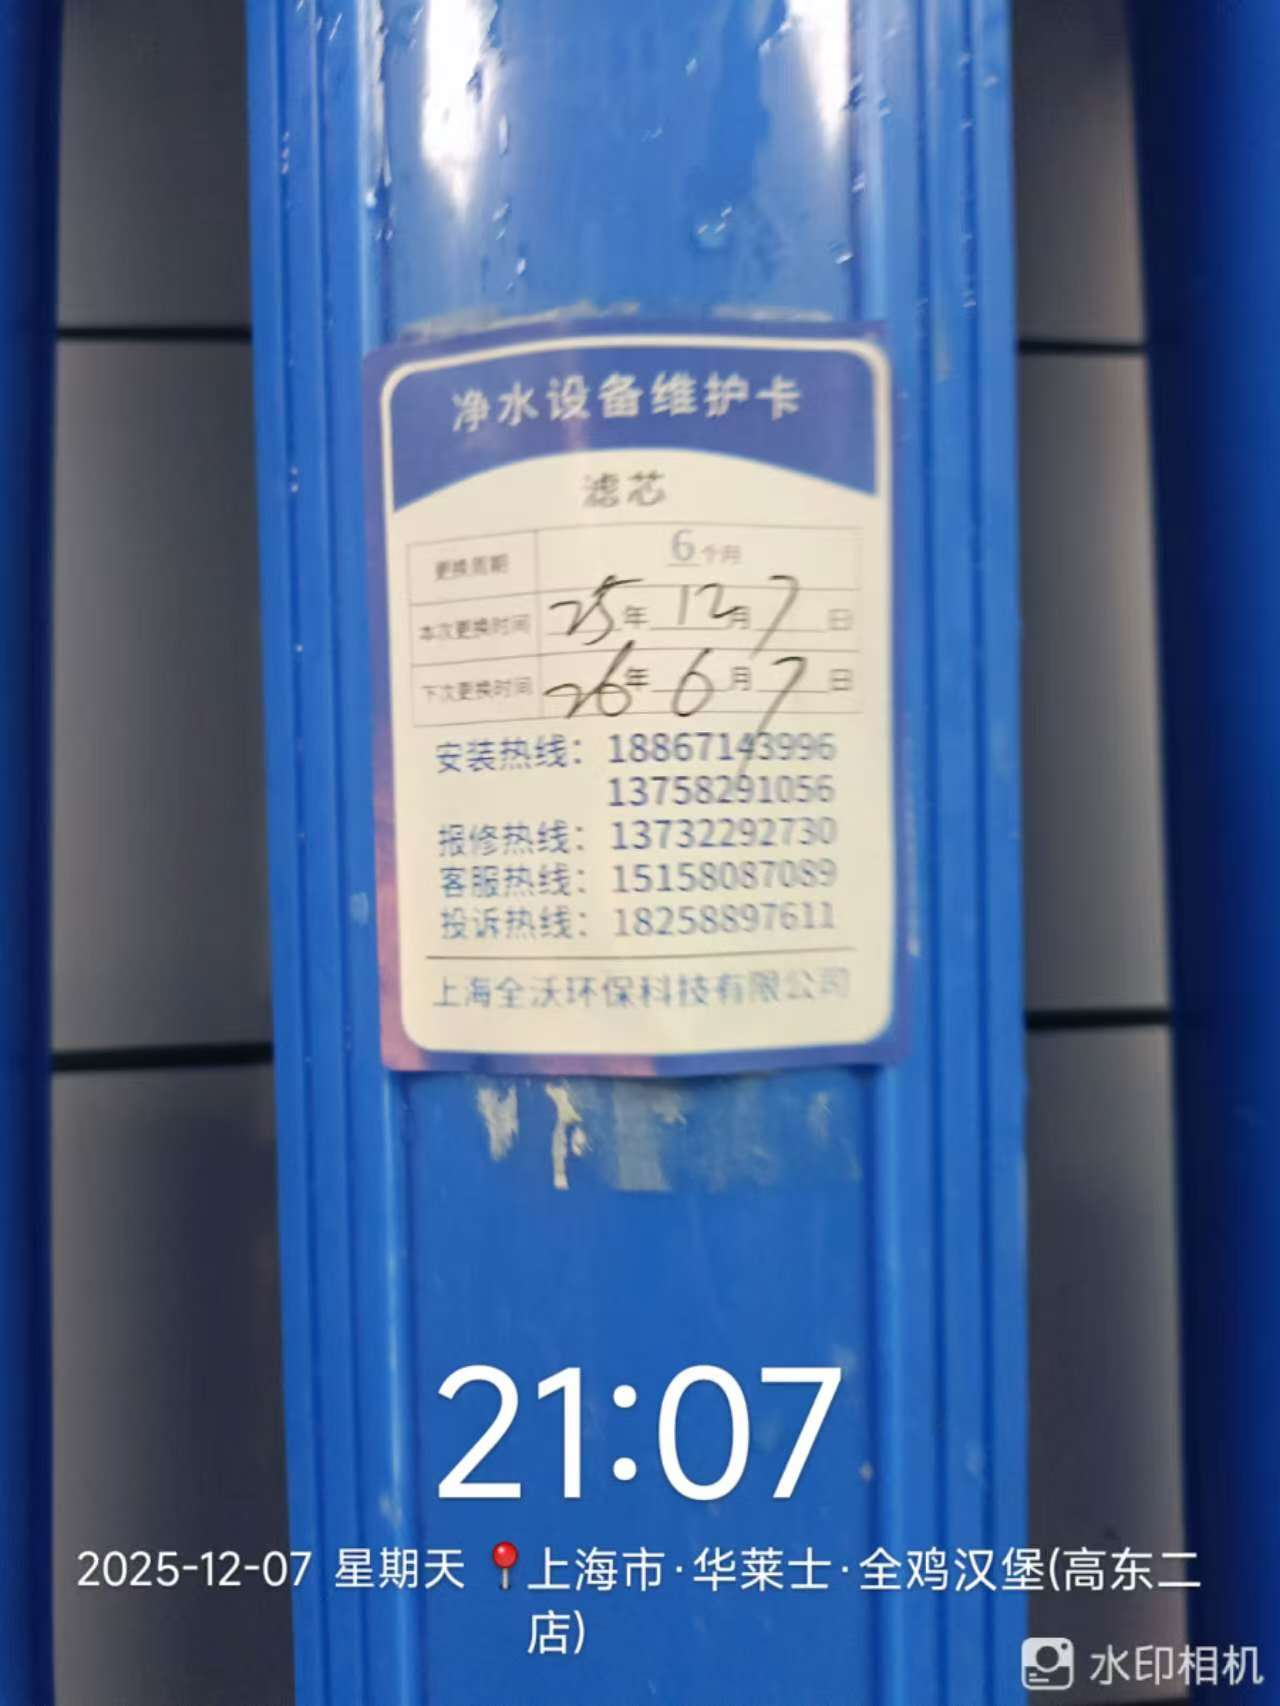 净水设备维护卡
滤芯
更换周期 6个月
本次更换时间 25年12月7日
下次更换时间 26年6月7日
安装热线：18867143996
13758291056
报修热线：13732292730
客服热线：15158087089
投诉热线：18258897611
上海全沃环保科技有限公司
21:07
2025-12-07 星期天 📍上海市·华莱士·全鸡汉堡(高东二
店)
水印相机